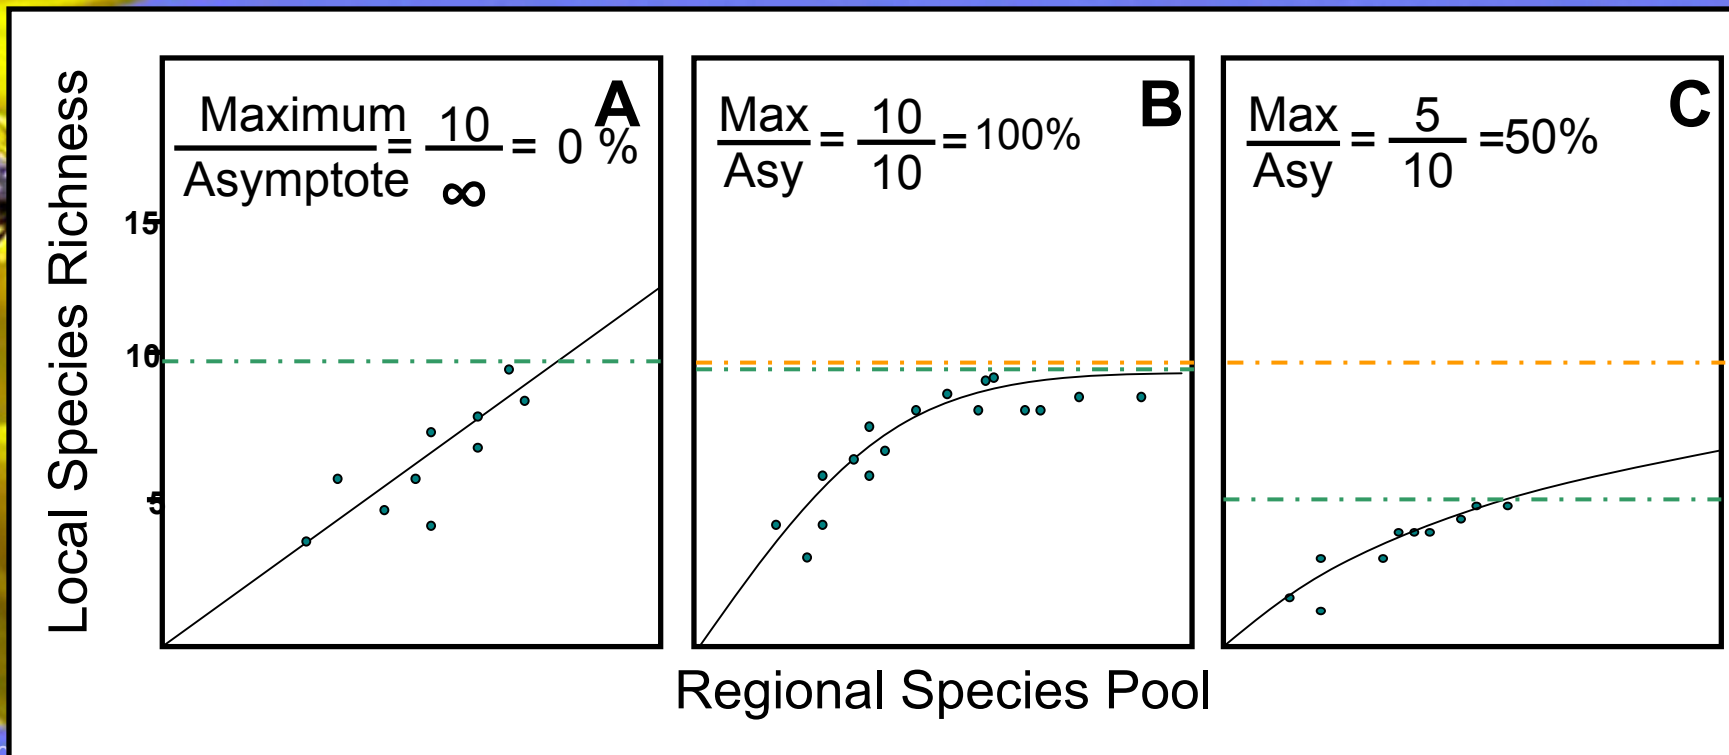 Local Species Richness
15
10
5
A
Maximum
Asymptote
=
10
∞
= 0 %
B
Max
Asy
=
10
10
=100%
C
Max
Asy
=
5
10
=50%
Regional Species Pool